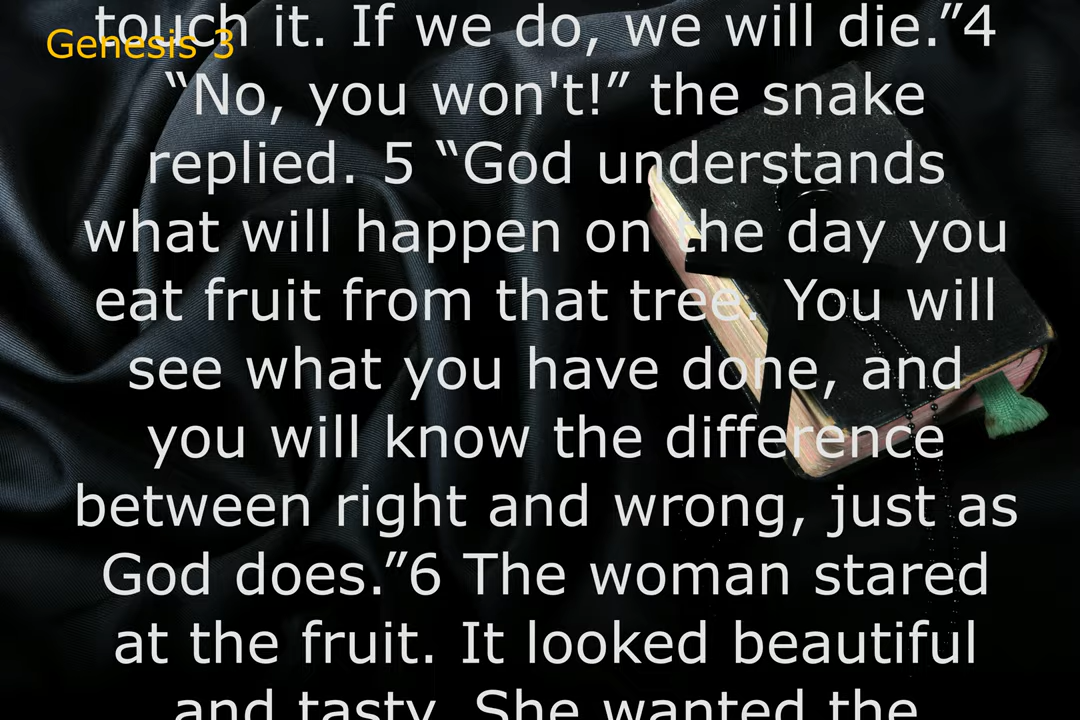 touch it. If we do, we will die.”4
Genesis 3
“No, you won't!” the snake
replied. 5 “God understands
what will happen on the day you
eat fruit from that tree. You will
see what you have done, and
you will know the difference
between right and wrong, just as
God does.”6 The woman stared
at the fruit. It looked beautiful
and tasty. She wanted the